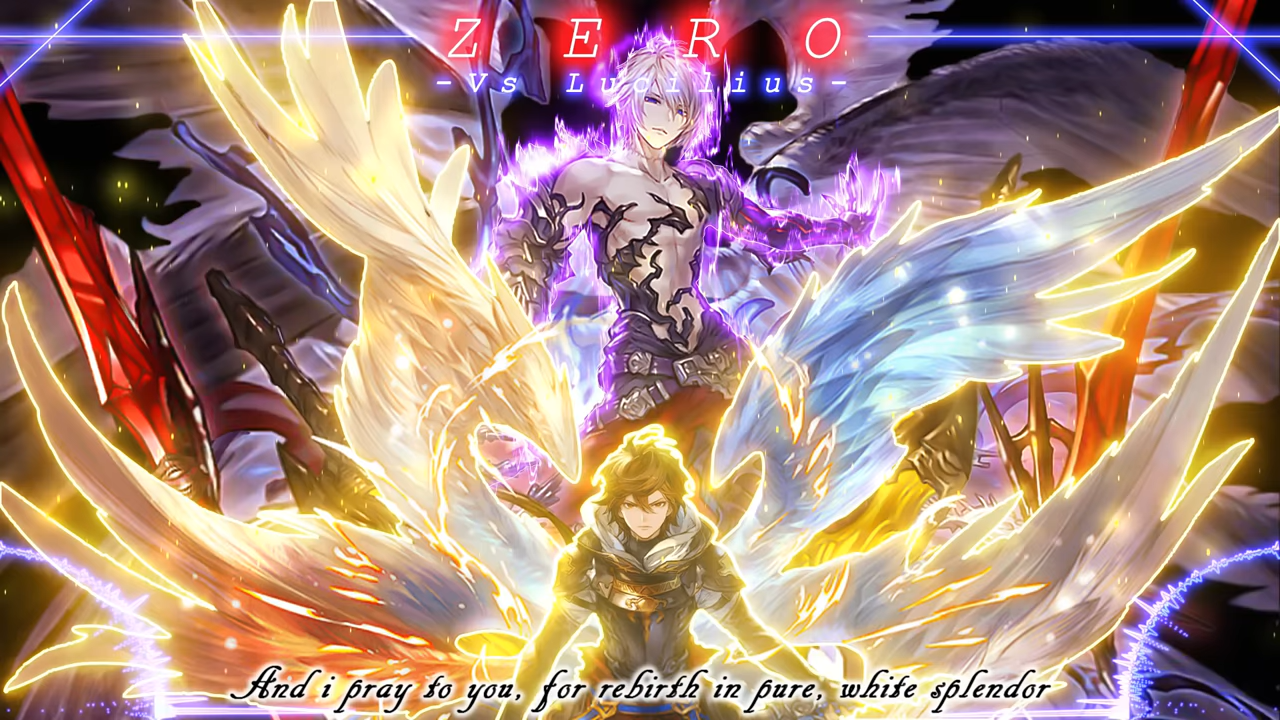 Z E R O
-Vs Lucilius-
And i pray to you, for rebirth in pure, white splendor